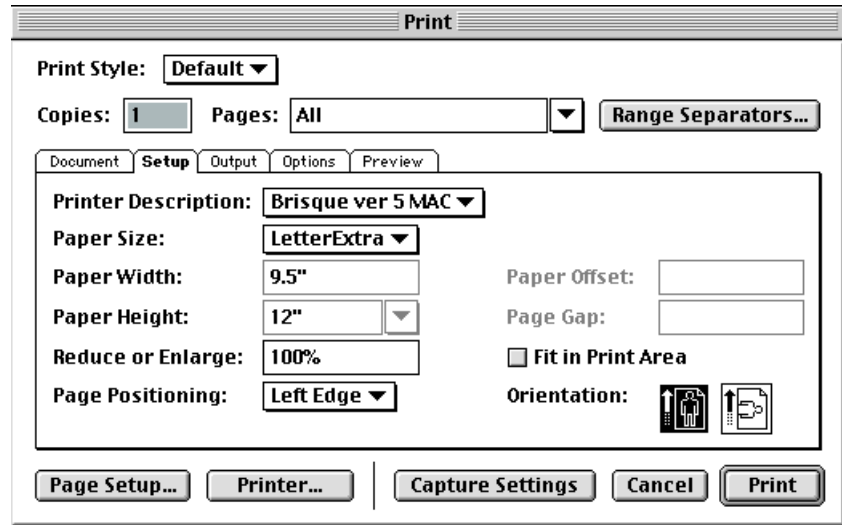 Print
Print Style: Default
Copies: 1 Pages: All Range Separators...
Document Setup Output Options Preview
Printer Description: Brisque ver 5 MAC
Paper Size: LetterExtra
Paper Width: 9.5" Paper Offset:
Paper Height: 12" Page Gap:
Reduce or Enlarge: 100% Fit in Print Area
Page Positioning: Left Edge Orientation:
Page Setup... Printer... Capture Settings Cancel Print